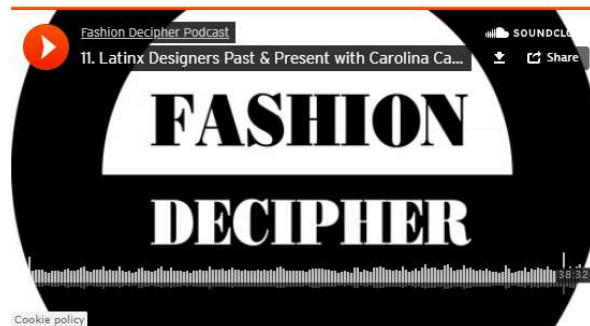 Fashion Decipher Podcast
SOUNDCLO
11. Latinx Designers Past & Present with Carolina Ca...
Share
FASHION
DECIPHER
38:32
Cookie policy